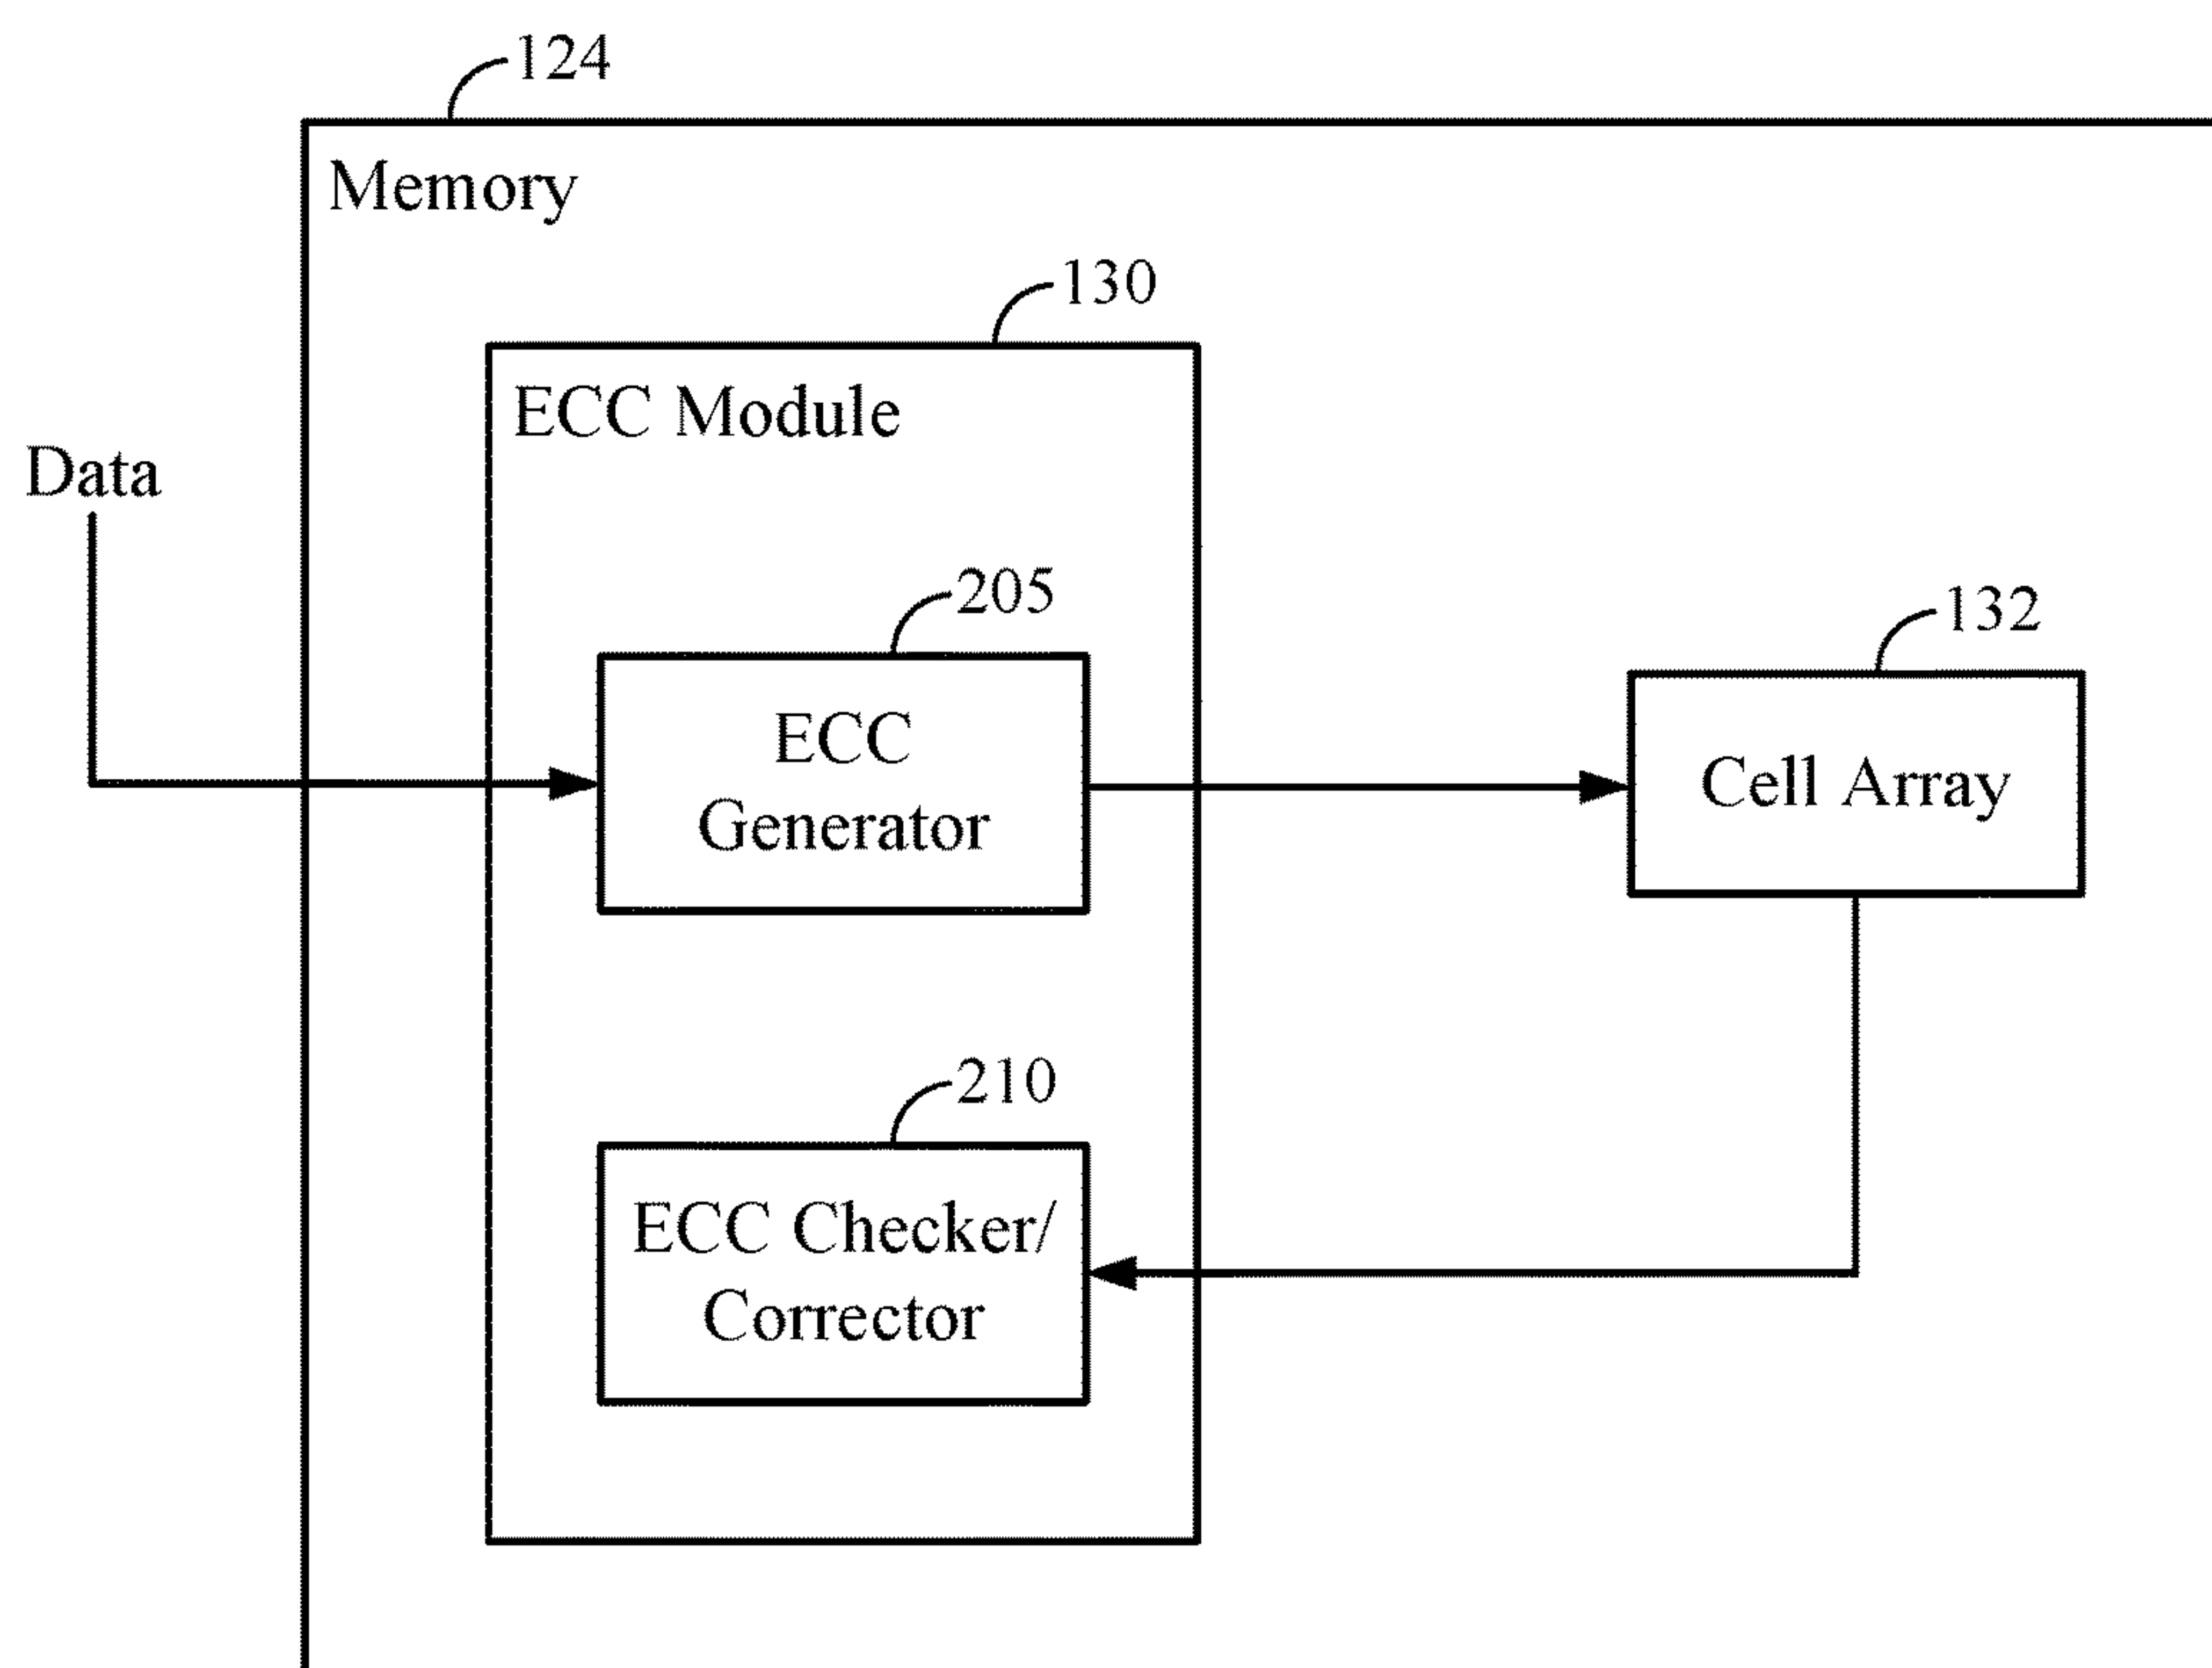 124
Memory
130
ECC Module
Data
205
132
ECC
Generator
Cell Array
210
ECC Checker/
Corrector